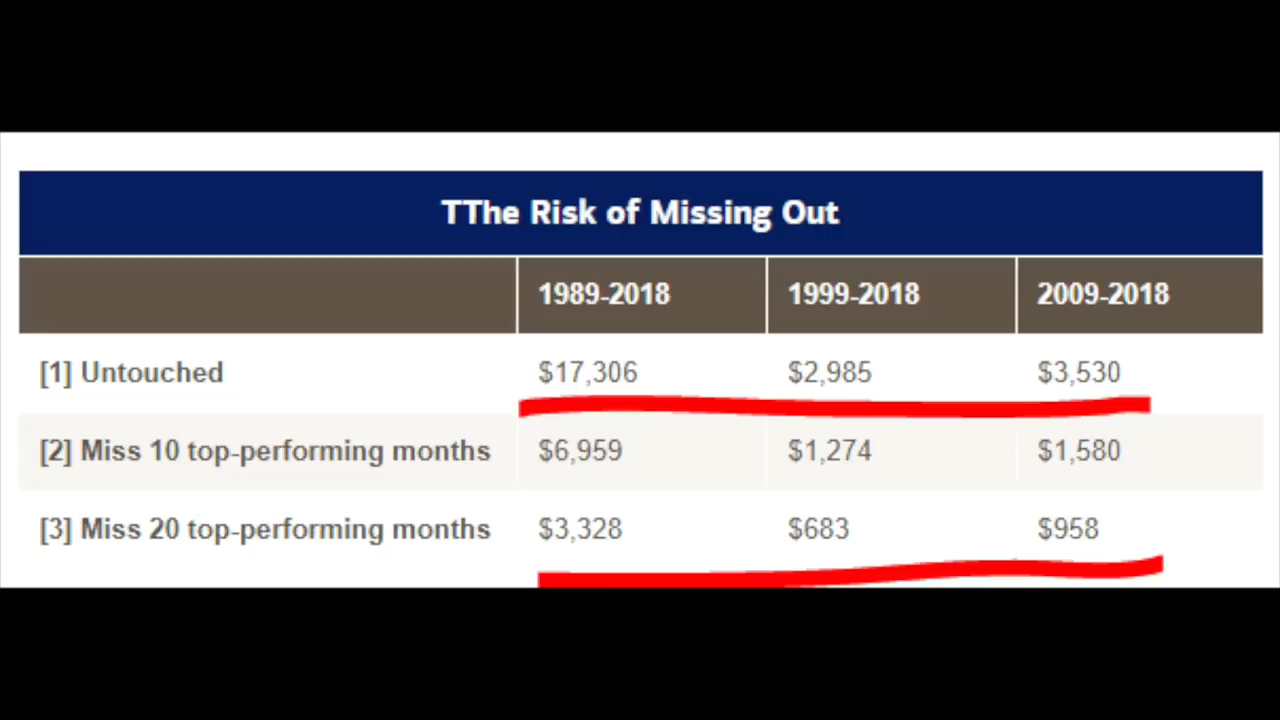 TThe Risk of Missing Out
1989-2018 1999-2018 2009-2018
[1] Untouched $17,306 $2,985 $3,530
[2] Miss 10 top-performing months $6,959 $1,274 $1,580
[3] Miss 20 top-performing months $3,328 $683 $958